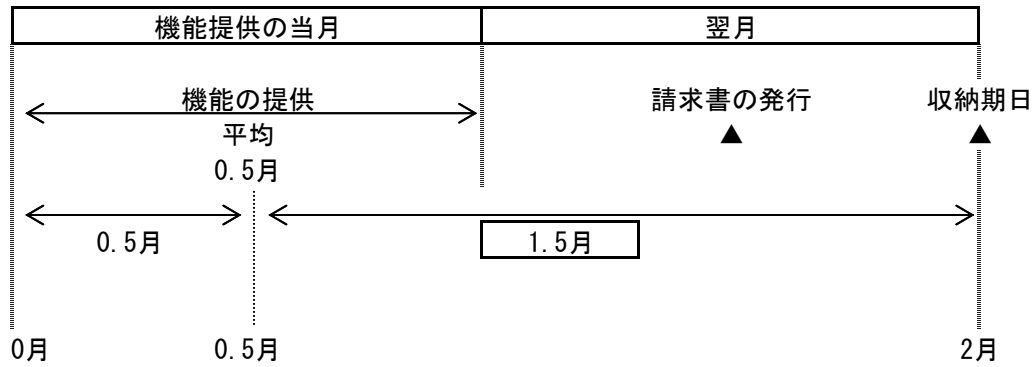 機能提供の当月 翌月
機能の提供 請求書の発行 収納期日
平均 ▲ ▲
0.5月
0.5月 1.5月
0月 0.5月 2月